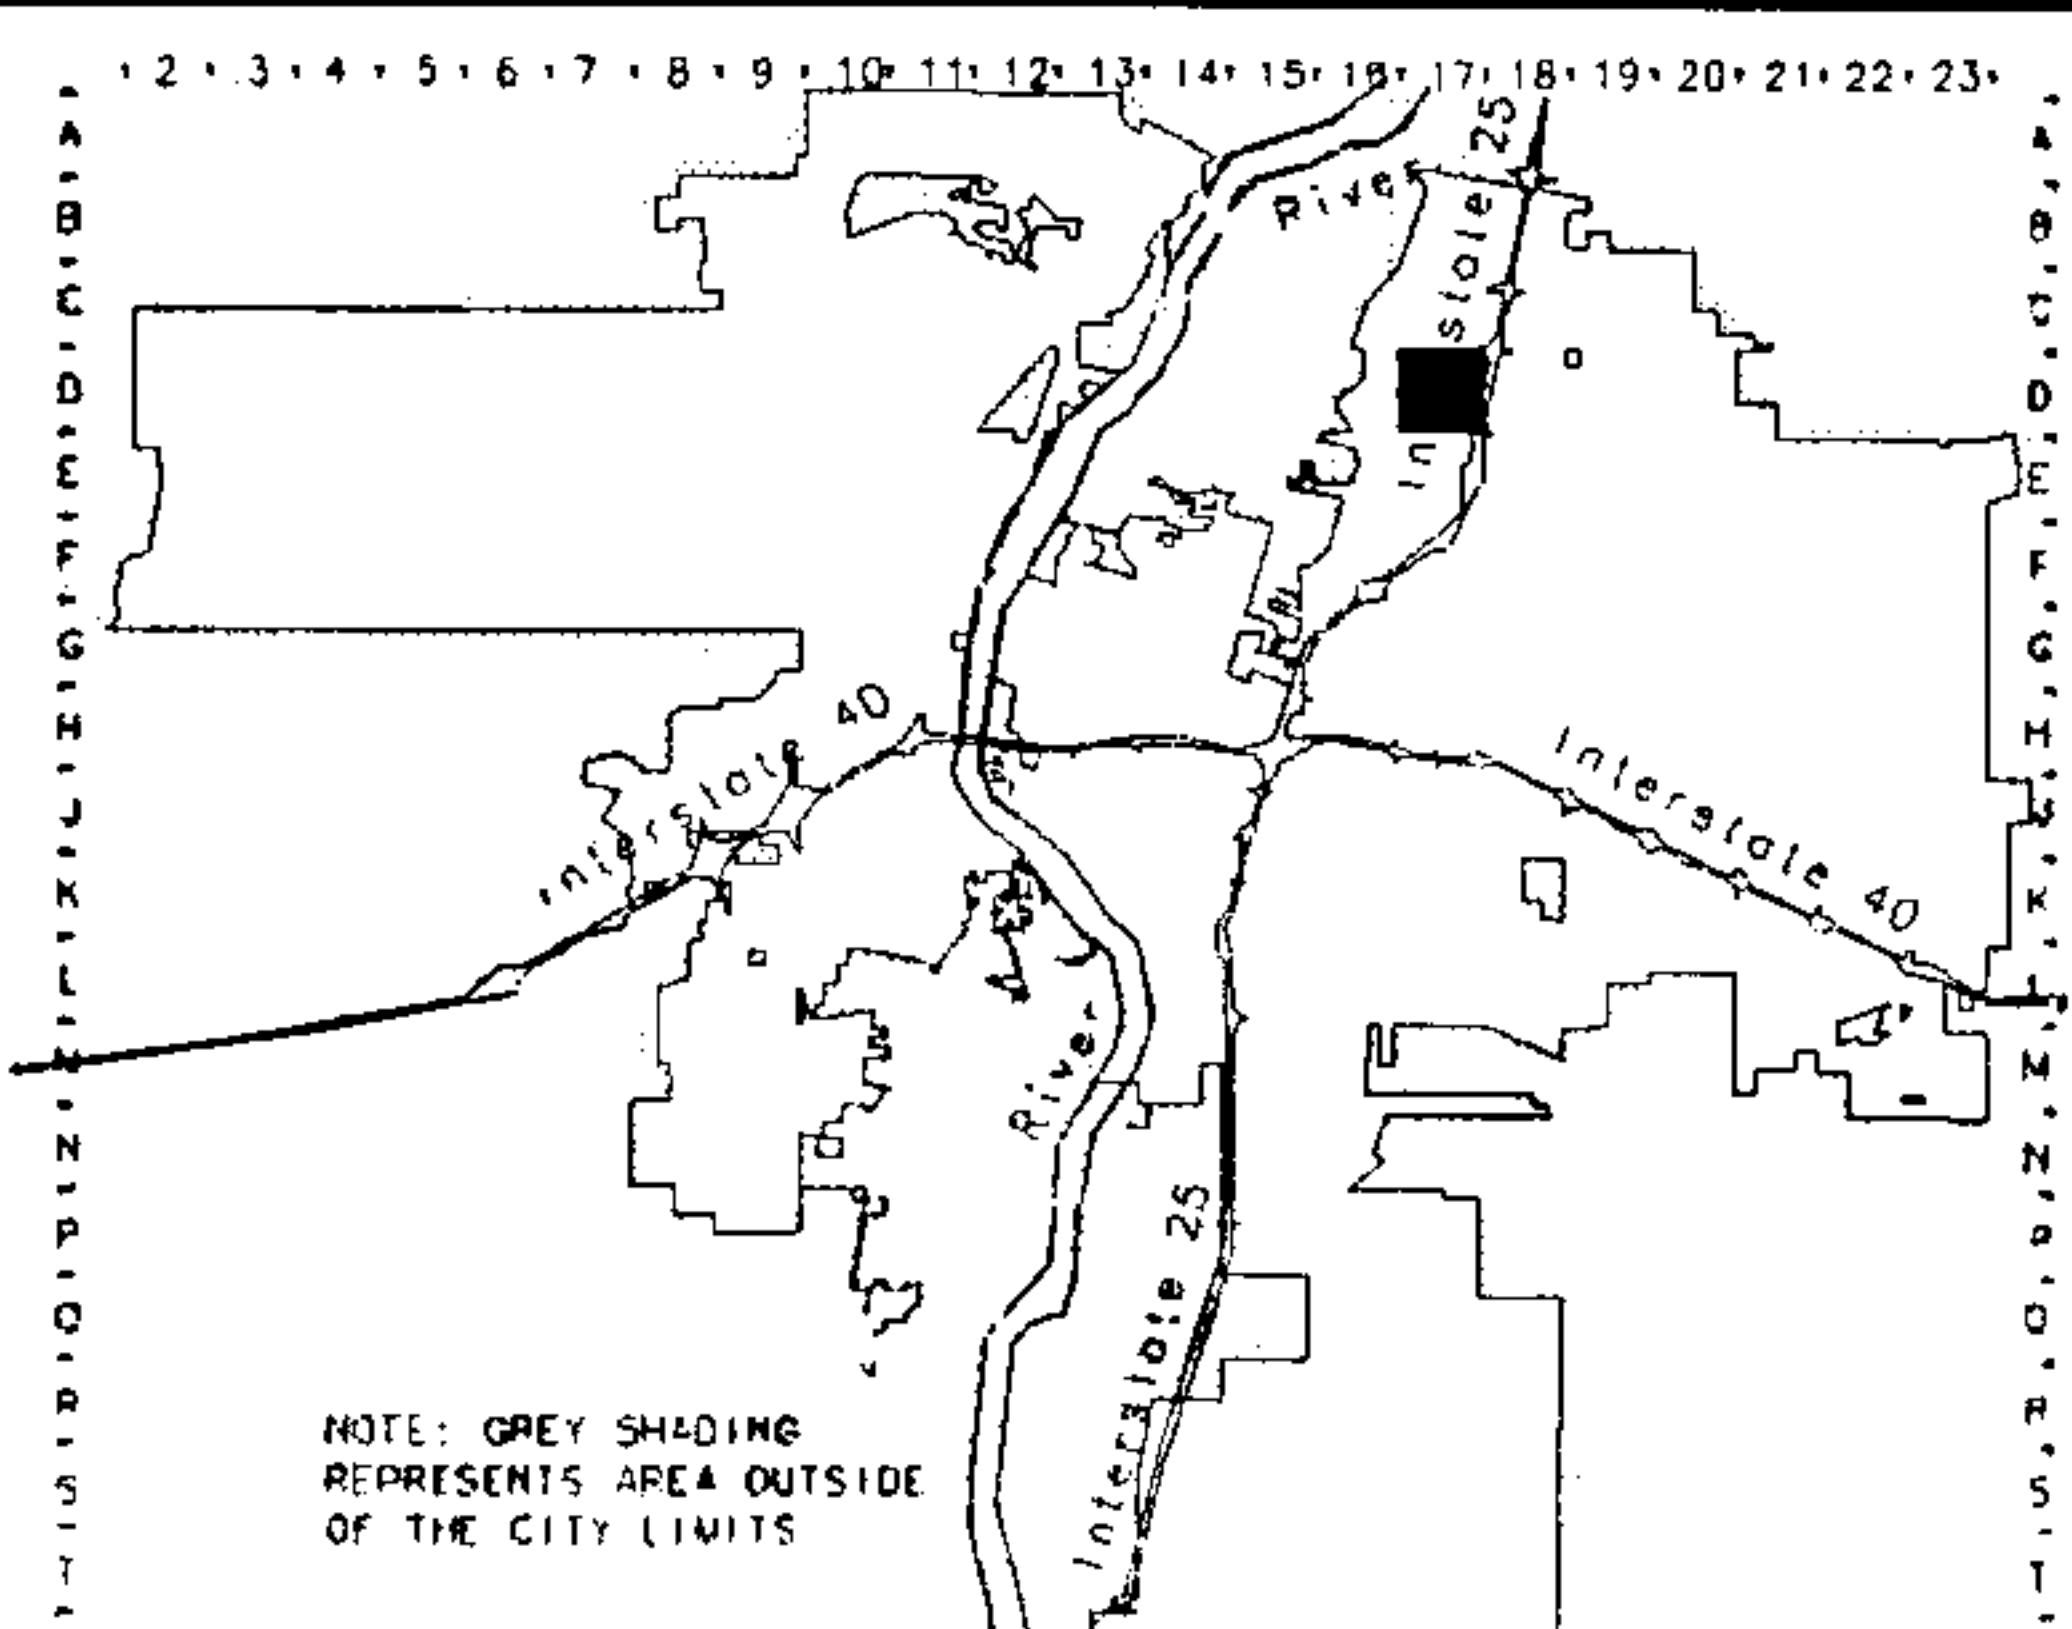 2 3 4 5 6 7 8 9 10 11 12 13 14 15 16 17 18 19 20 21 22 23
A A
B B
C C
D D
E E
F F
G G
H H
J J
K K
L L
M M
N N
P P
Q Q
R R
S S
T T
River
Interstate 25
Interstate 40
Interstate 40
River
Interstate 25
NOTE: GREY SHADING
REPRESENTS AREA OUTSIDE
OF THE CITY LIMITS